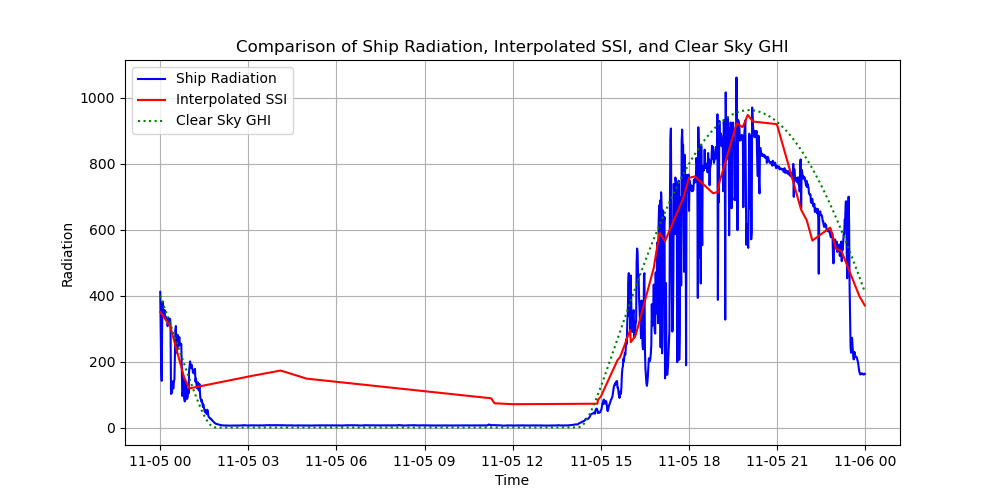 Comparison of Ship Radiation, Interpolated SSI, and Clear Sky GHI
Ship Radiation
Interpolated SSI
Clear Sky GHI
Radiation
1000
800
600
400
200
0
11-05 00 11-05 03 11-05 06 11-05 09 11-05 12 11-05 15 11-05 18 11-05 21 11-06 00
Time